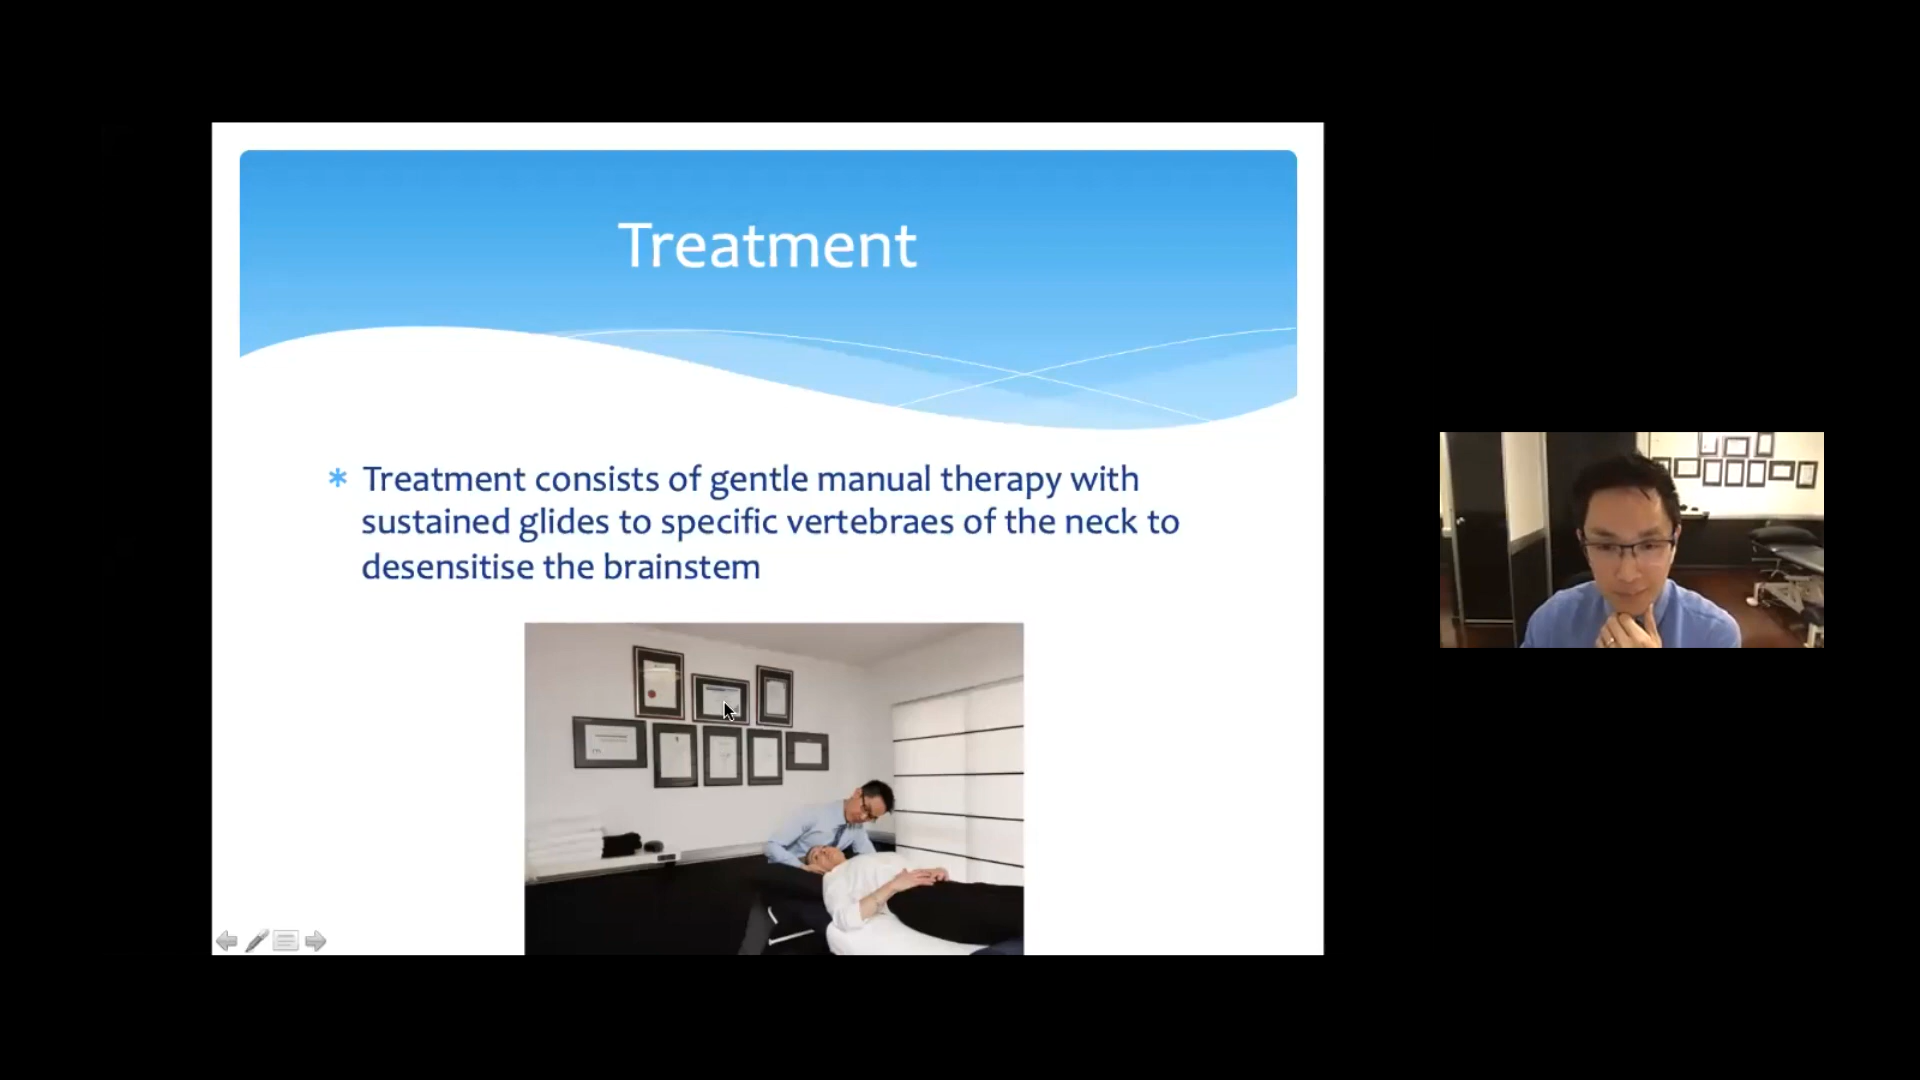 Treatment
* Treatment consists of gentle manual therapy with
sustained glides to specific vertebraes of the neck to
desensitise the brainstem